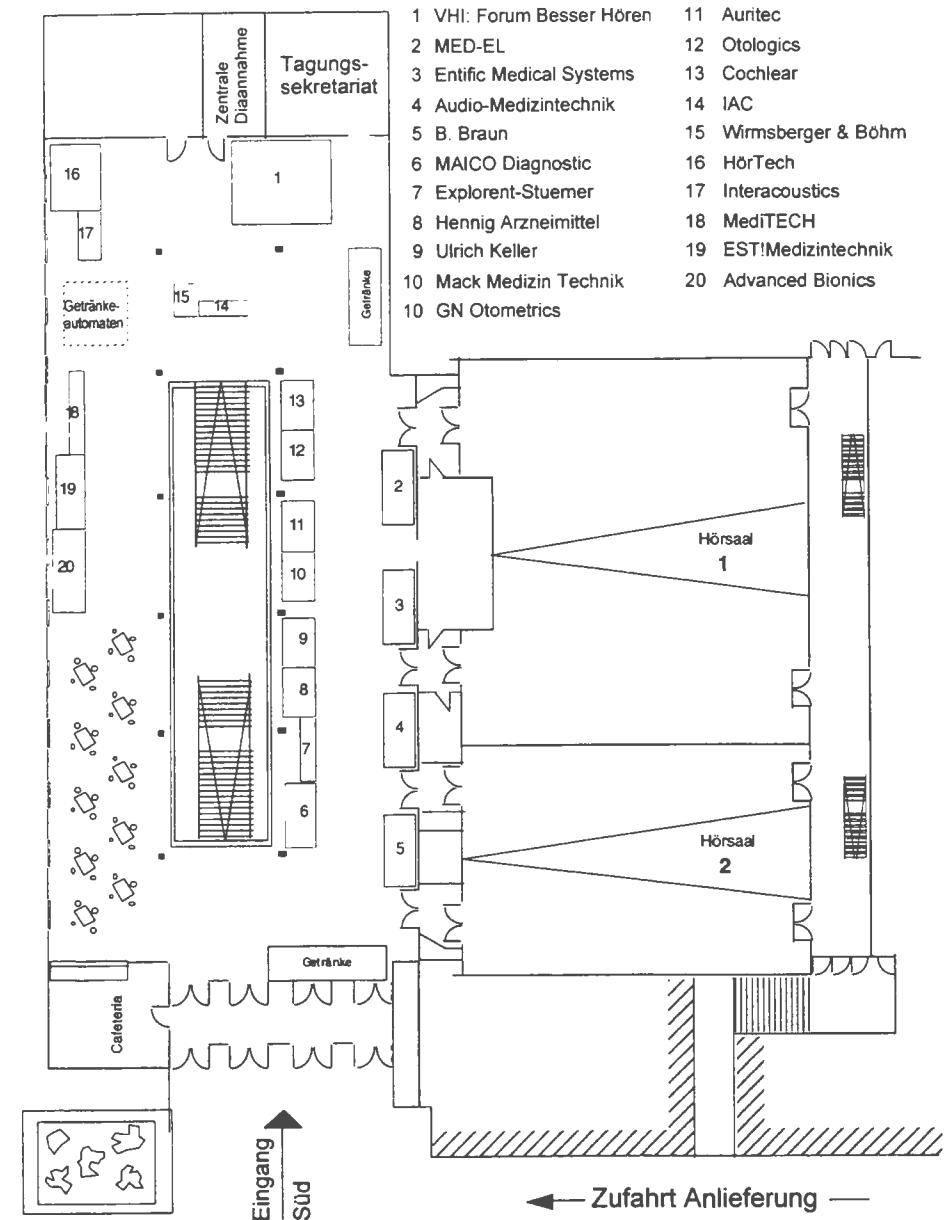 1 VHI: Forum Besser Hören
2 MED-EL
3 Entific Medical Systems
4 Audio-Medizintechnik
5 B. Braun
6 MAICO Diagnostic
7 Explorent-Stuemer
8 Hennig Arzneimittel
9 Ulrich Keller
10 Mack Medizin Technik
10 GN Otometrics
11 Auritec
12 Otologics
13 Cochlear
14 IAC
15 Wirmsberger & Böhm
16 HörTech
17 Interacoustics
18 MediTECH
19 EST!Medizintechnik
20 Advanced Bionics
Zentrale
Diaannahme
Tagungs-
sekretariat
16
1
17
Getränke-
automaten
15
14
Getränke
18
13
12
19
2
11
20
10
3
9
8
4
7
6
5
Hörsaal
1
Hörsaal
2
Getränke
Cafeteria
Eingang
Süd
Zufahrt Anlieferung